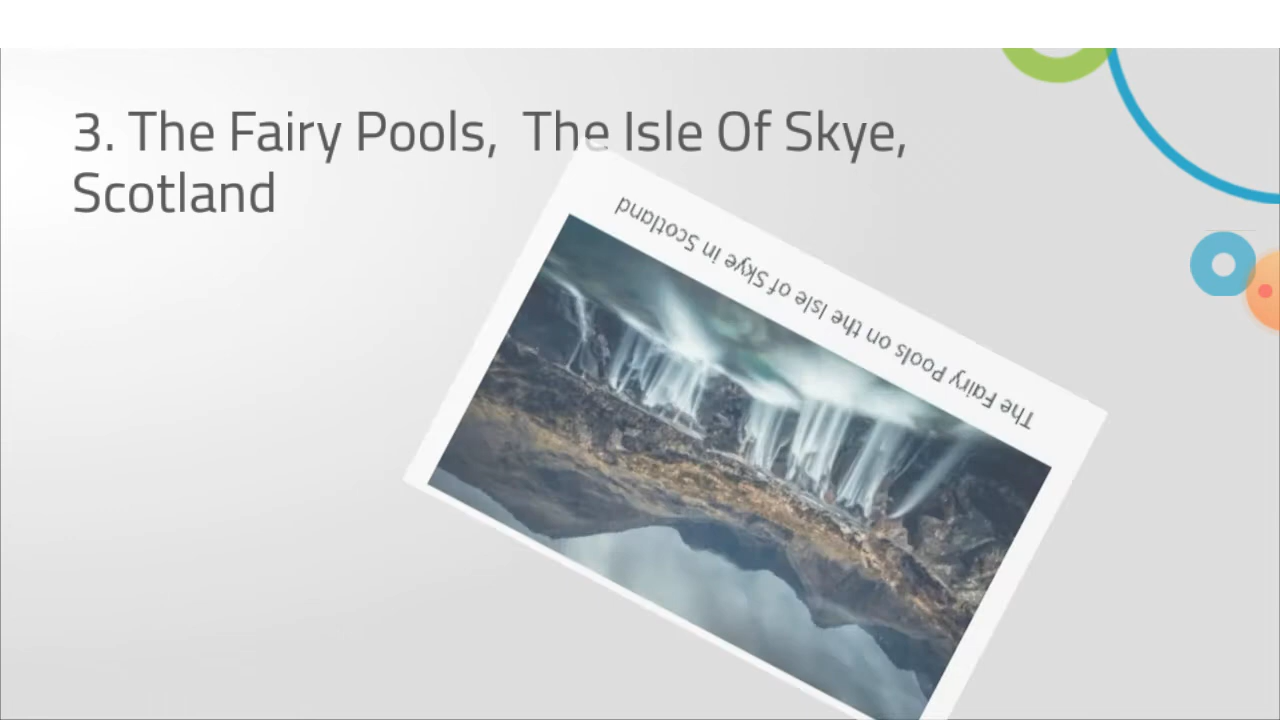 3. The Fairy Pools, The Isle Of Skye,
Scotland
The Fairy Pools on the Isle of Skye in Scotland